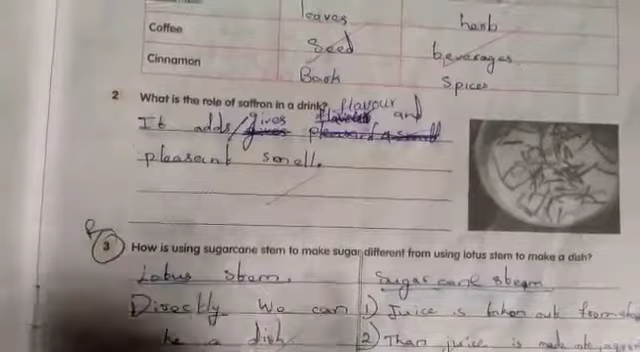 leaves herb
Coffee Seed beverages
Cinnamon Bark Spices
2 What is the role of saffron in a drink? flavour and
It adds/gives
pleasant smell.
3 How is using sugarcane stem to make sugar different from using lotus stem to make a dish?
Lotus stem. Sugarcane steam
Directly We can 1) Juice is taken out from
be a dish 2) Than juice is made